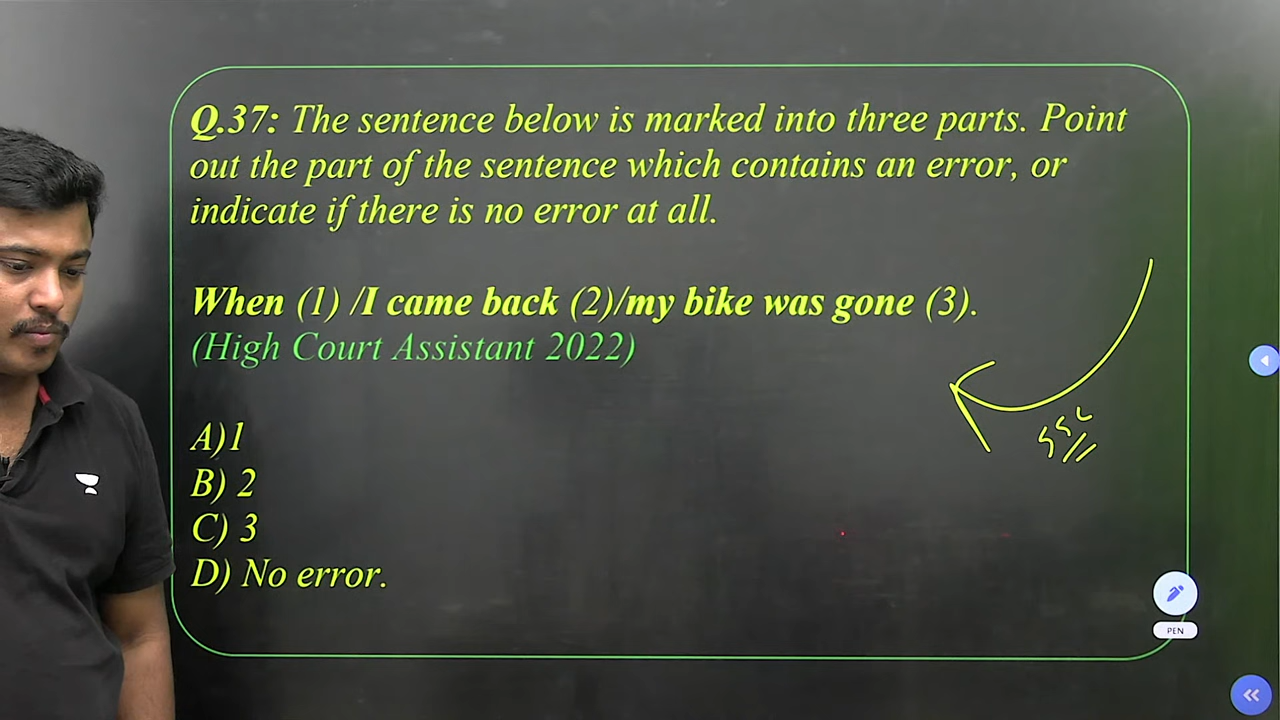 Q.37: The sentence below is marked into three parts. Point
out the part of the sentence which contains an error, or
indicate if there is no error at all.
When (1) /I came back (2)/my bike was gone (3).
(High Court Assistant 2022)
A)1
B) 2
C) 3
D) No error.
SSC
PEN